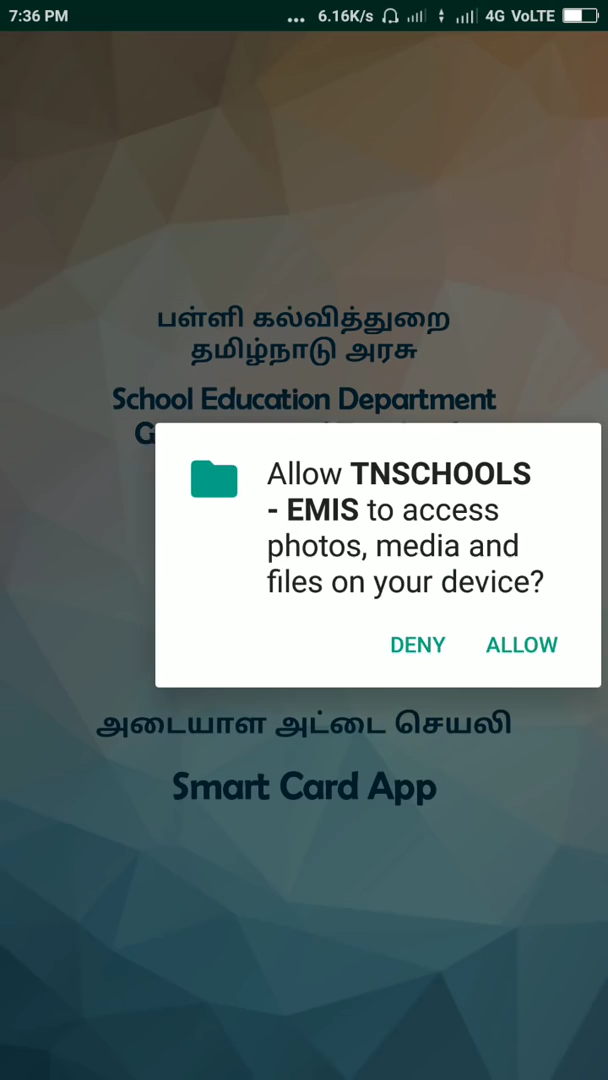 7:36 PM ... 6.16K/s 4G VoLTE
பள்ளி கல்வித்துறை
தமிழ்நாடு அரசு
School Education Department
Allow TNSCHOOLS
- EMIS to access
photos, media and
files on your device?
DENY ALLOW
அடையாள அட்டை செயலி
Smart Card App